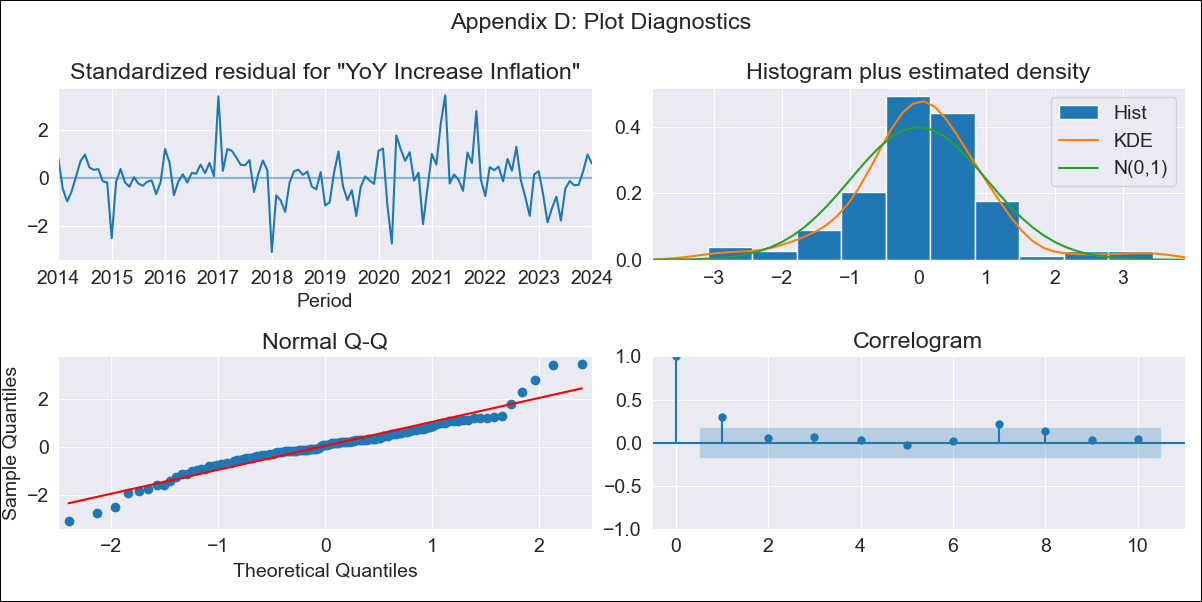 Appendix D: Plot Diagnostics
Standardized residual for "YoY Increase Inflation"
2
0
−2
2014 2015 2016 2017 2018 2019 2020 2021 2022 2023 2024
Period
Histogram plus estimated density
0.4
0.2
0.0
−3 −2 −1 0 1 2 3
Hist
KDE
N(0,1)
Normal Q-Q
Sample Quantiles
2
0
−2
−2 −1 0 1 2
Theoretical Quantiles
Correlogram
1.0
0.5
0.0
−0.5
−1.0
0 2 4 6 8 10